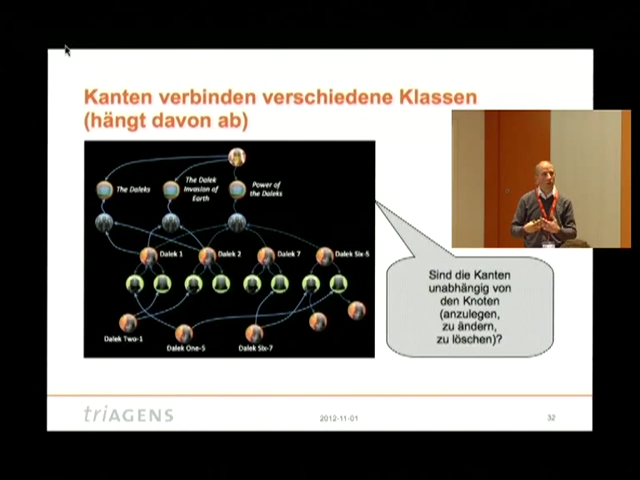 Kanten verbinden verschiedene Klassen
(hängt davon ab)
The Daleks
The Dalek
Invasion of
Earth
Power of
the Daleks
Dalek 1
Dalek 2
Dalek 7
Dalek Six-5
Dalek Two-1
Dalek One-5
Dalek Six-7
Sind die Kanten
unabhängig von
den Knoten
(anzulegen,
zu ändern,
zu löschen)?
triAGENS
2012-11-01
32